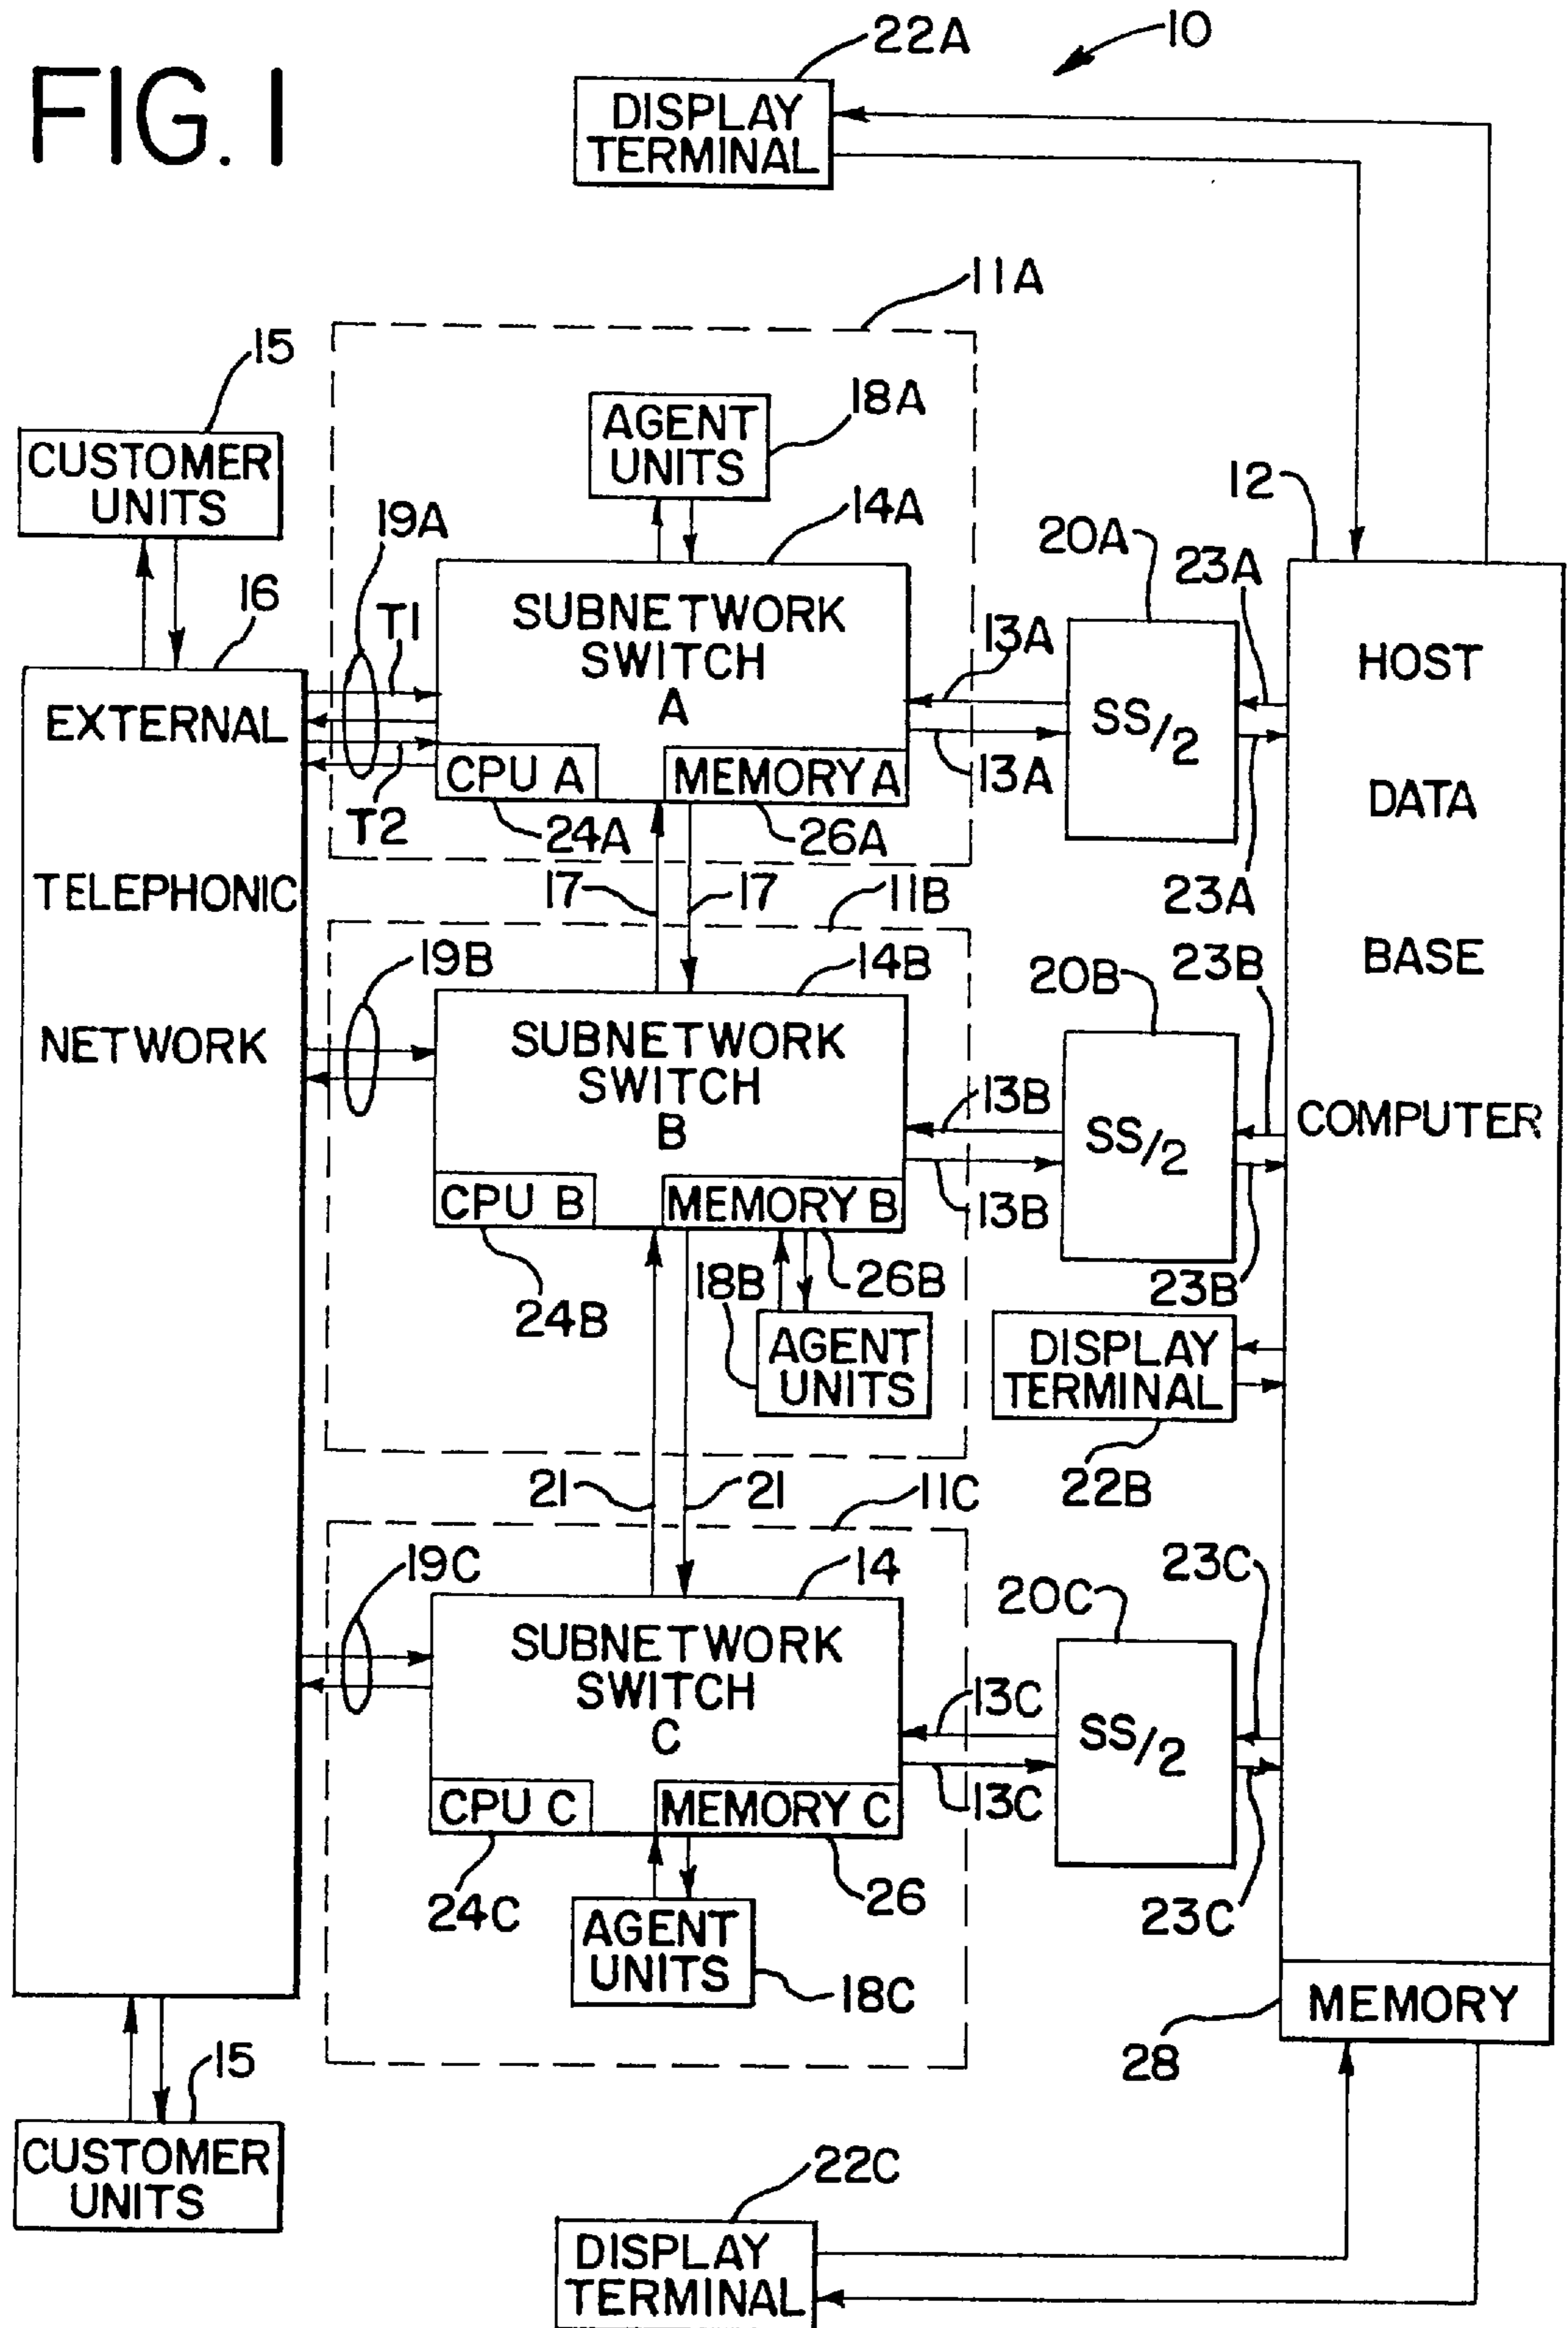 FIG. 1
22A
10
DISPLAY
TERMINAL
11A
15
18A
CUSTOMER
UNITS
AGENT
UNITS
12
19A
14A
20A
23A
16
T1
SUBNETWORK
SWITCH
A
13A
HOST
EXTERNAL
SS/2
CPU A
MEMORY A
13A
DATA
T2
24A
26A
TELEPHONIC
17
17
11B
23A
19B
14B
20B
23B
BASE
NETWORK
SUBNETWORK
SWITCH
B
13B
SS/2
COMPUTER
CPU B
MEMORY B
13B
18B
26B
23B
24B
AGENT
UNITS
DISPLAY
TERMINAL
21
21
11C
22B
19C
14
20C
23C
SUBNETWORK
SWITCH
C
13C
SS/2
CPU C
MEMORY C
13C
24C
26
23C
AGENT
UNITS
18C
MEMORY
28
15
CUSTOMER
UNITS
22C
DISPLAY
TERMINAL